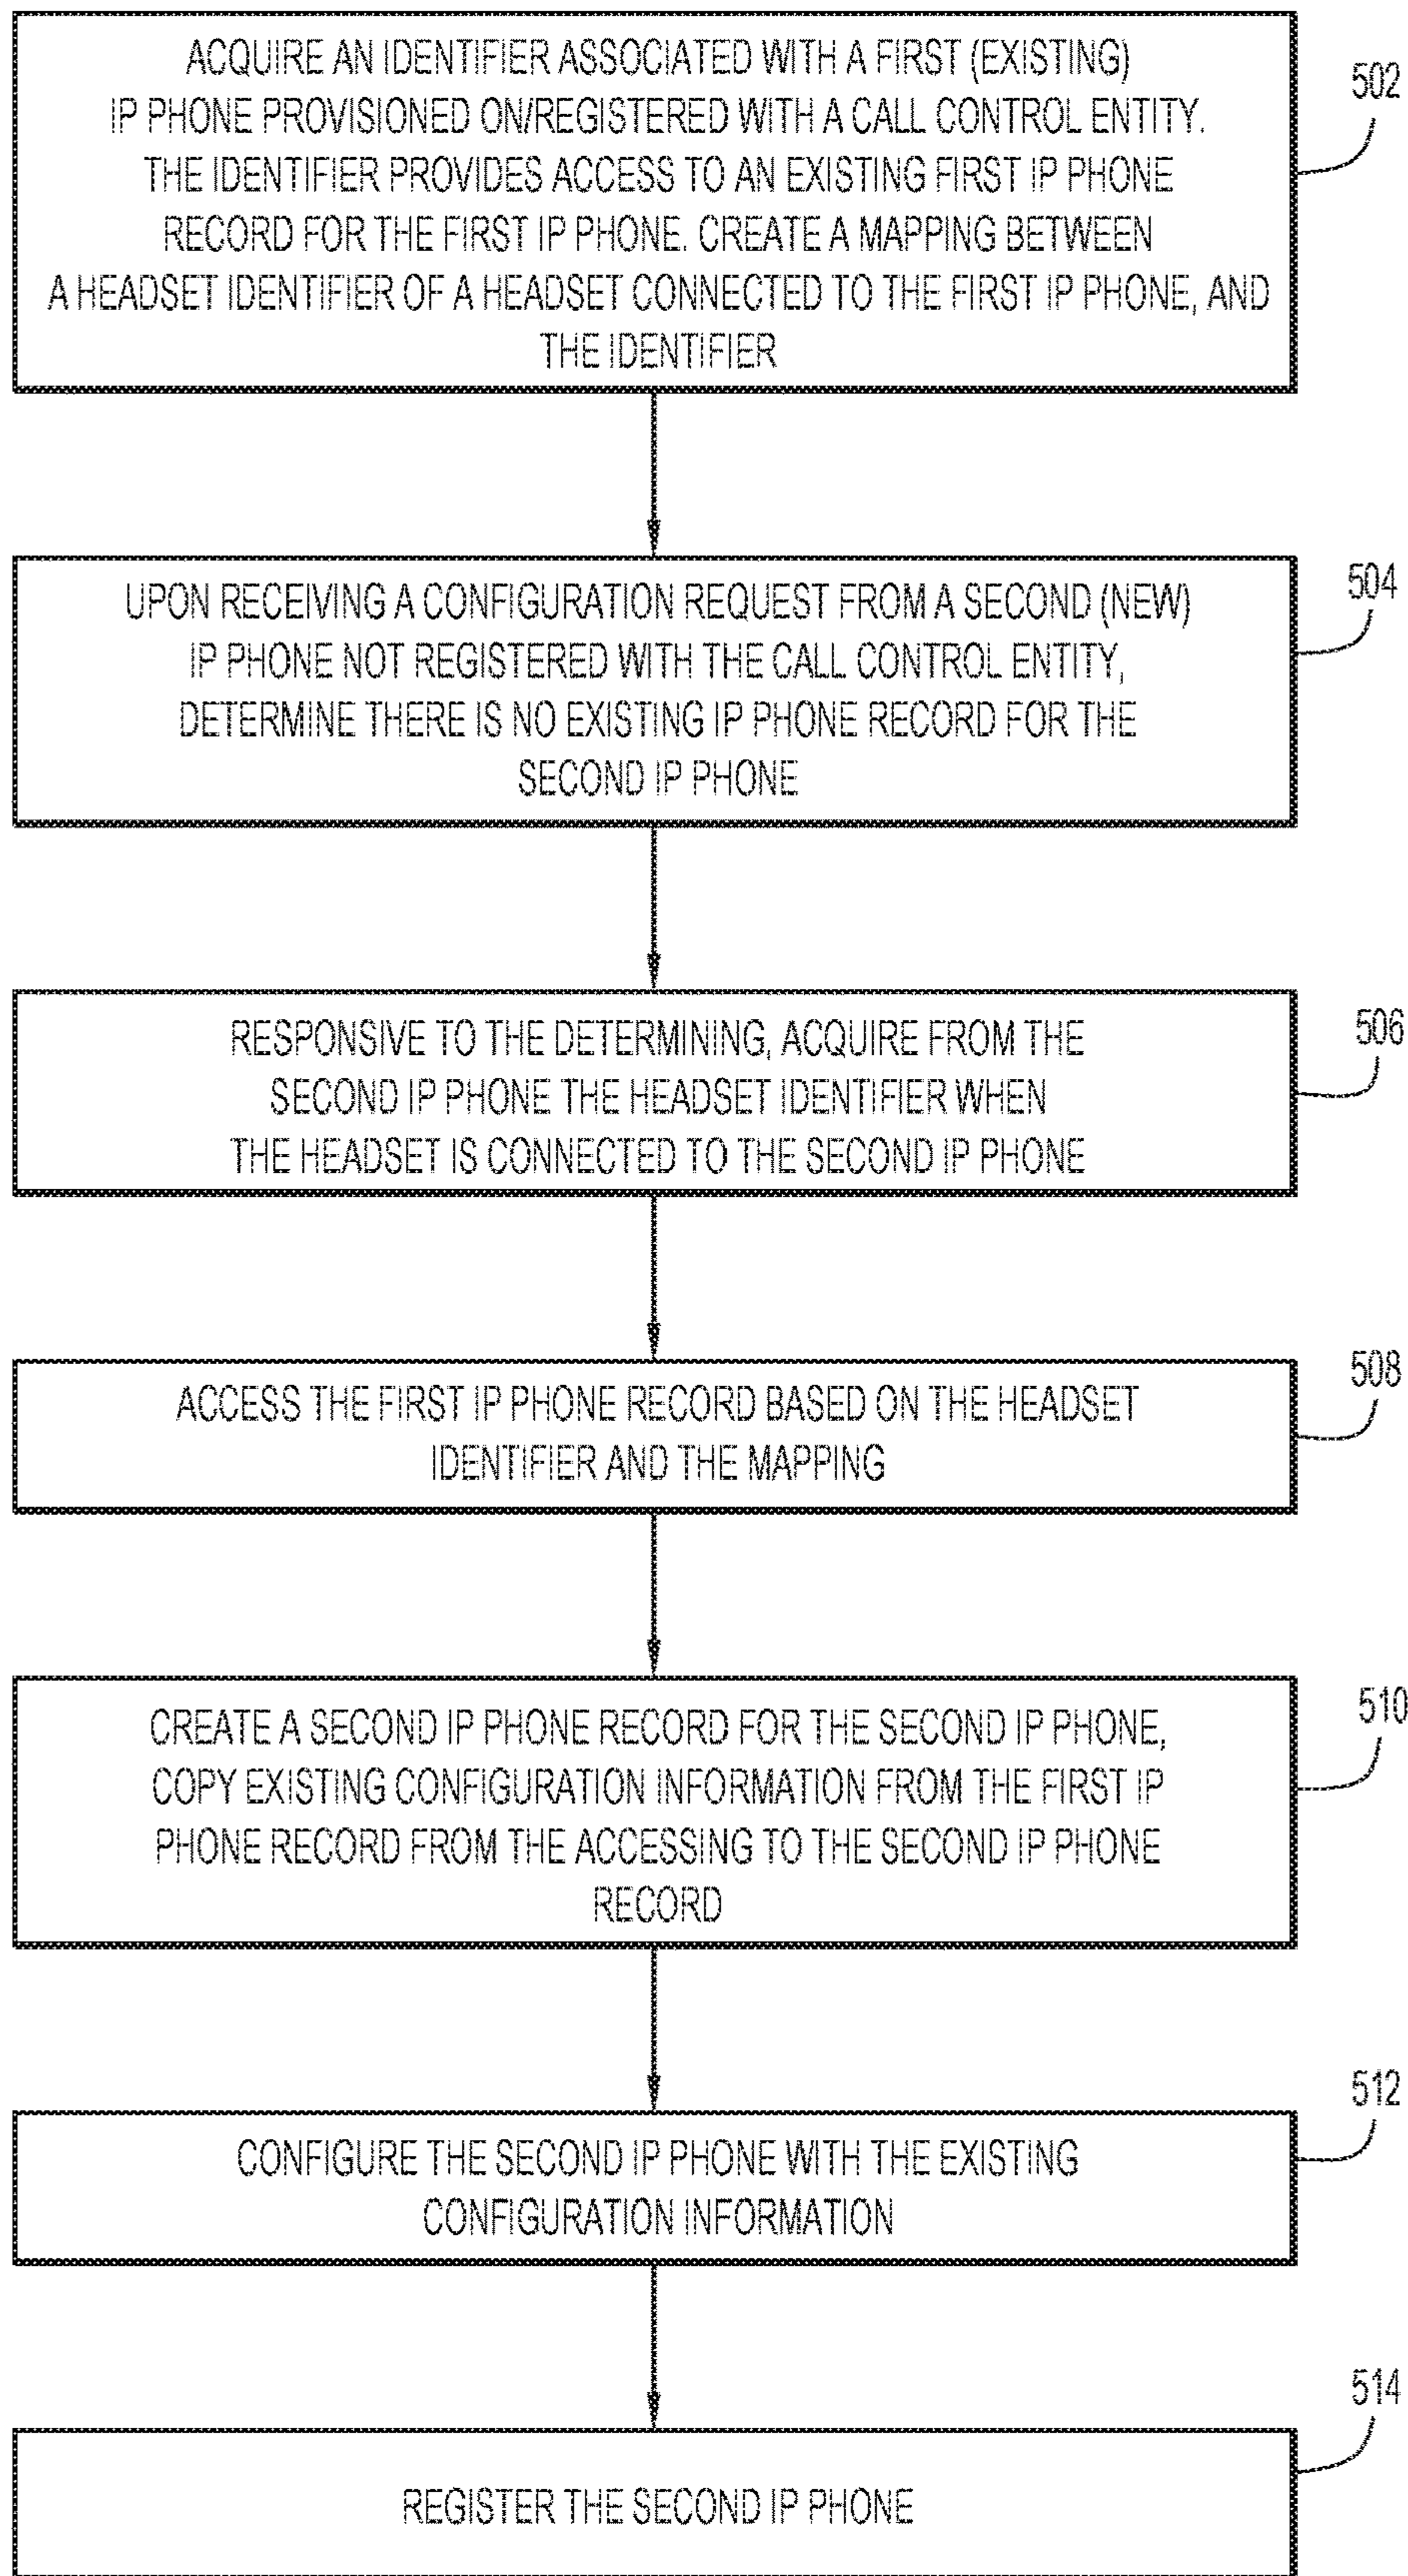 ACQUIRE AN IDENTIFIER ASSOCIATED WITH A FIRST (EXISTING)
IP PHONE PROVISIONED ON/REGISTERED WITH A CALL CONTROL ENTITY.
THE IDENTIFIER PROVIDES ACCESS TO AN EXISTING FIRST IP PHONE
RECORD FOR THE FIRST IP PHONE. CREATE A MAPPING BETWEEN
A HEADSET IDENTIFIER OF A HEADSET CONNECTED TO THE FIRST IP PHONE, AND
THE IDENTIFIER
502
UPON RECEIVING A CONFIGURATION REQUEST FROM A SECOND (NEW)
IP PHONE NOT REGISTERED WITH THE CALL CONTROL ENTITY,
DETERMINE THERE IS NO EXISTING IP PHONE RECORD FOR THE
SECOND IP PHONE
504
RESPONSIVE TO THE DETERMINING, ACQUIRE FROM THE
SECOND IP PHONE THE HEADSET IDENTIFIER WHEN
THE HEADSET IS CONNECTED TO THE SECOND IP PHONE
506
ACCESS THE FIRST IP PHONE RECORD BASED ON THE HEADSET
IDENTIFIER AND THE MAPPING
508
CREATE A SECOND IP PHONE RECORD FOR THE SECOND IP PHONE,
COPY EXISTING CONFIGURATION INFORMATION FROM THE FIRST IP
PHONE RECORD FROM THE ACCESSING TO THE SECOND IP PHONE
RECORD
510
CONFIGURE THE SECOND IP PHONE WITH THE EXISTING
CONFIGURATION INFORMATION
512
REGISTER THE SECOND IP PHONE
514